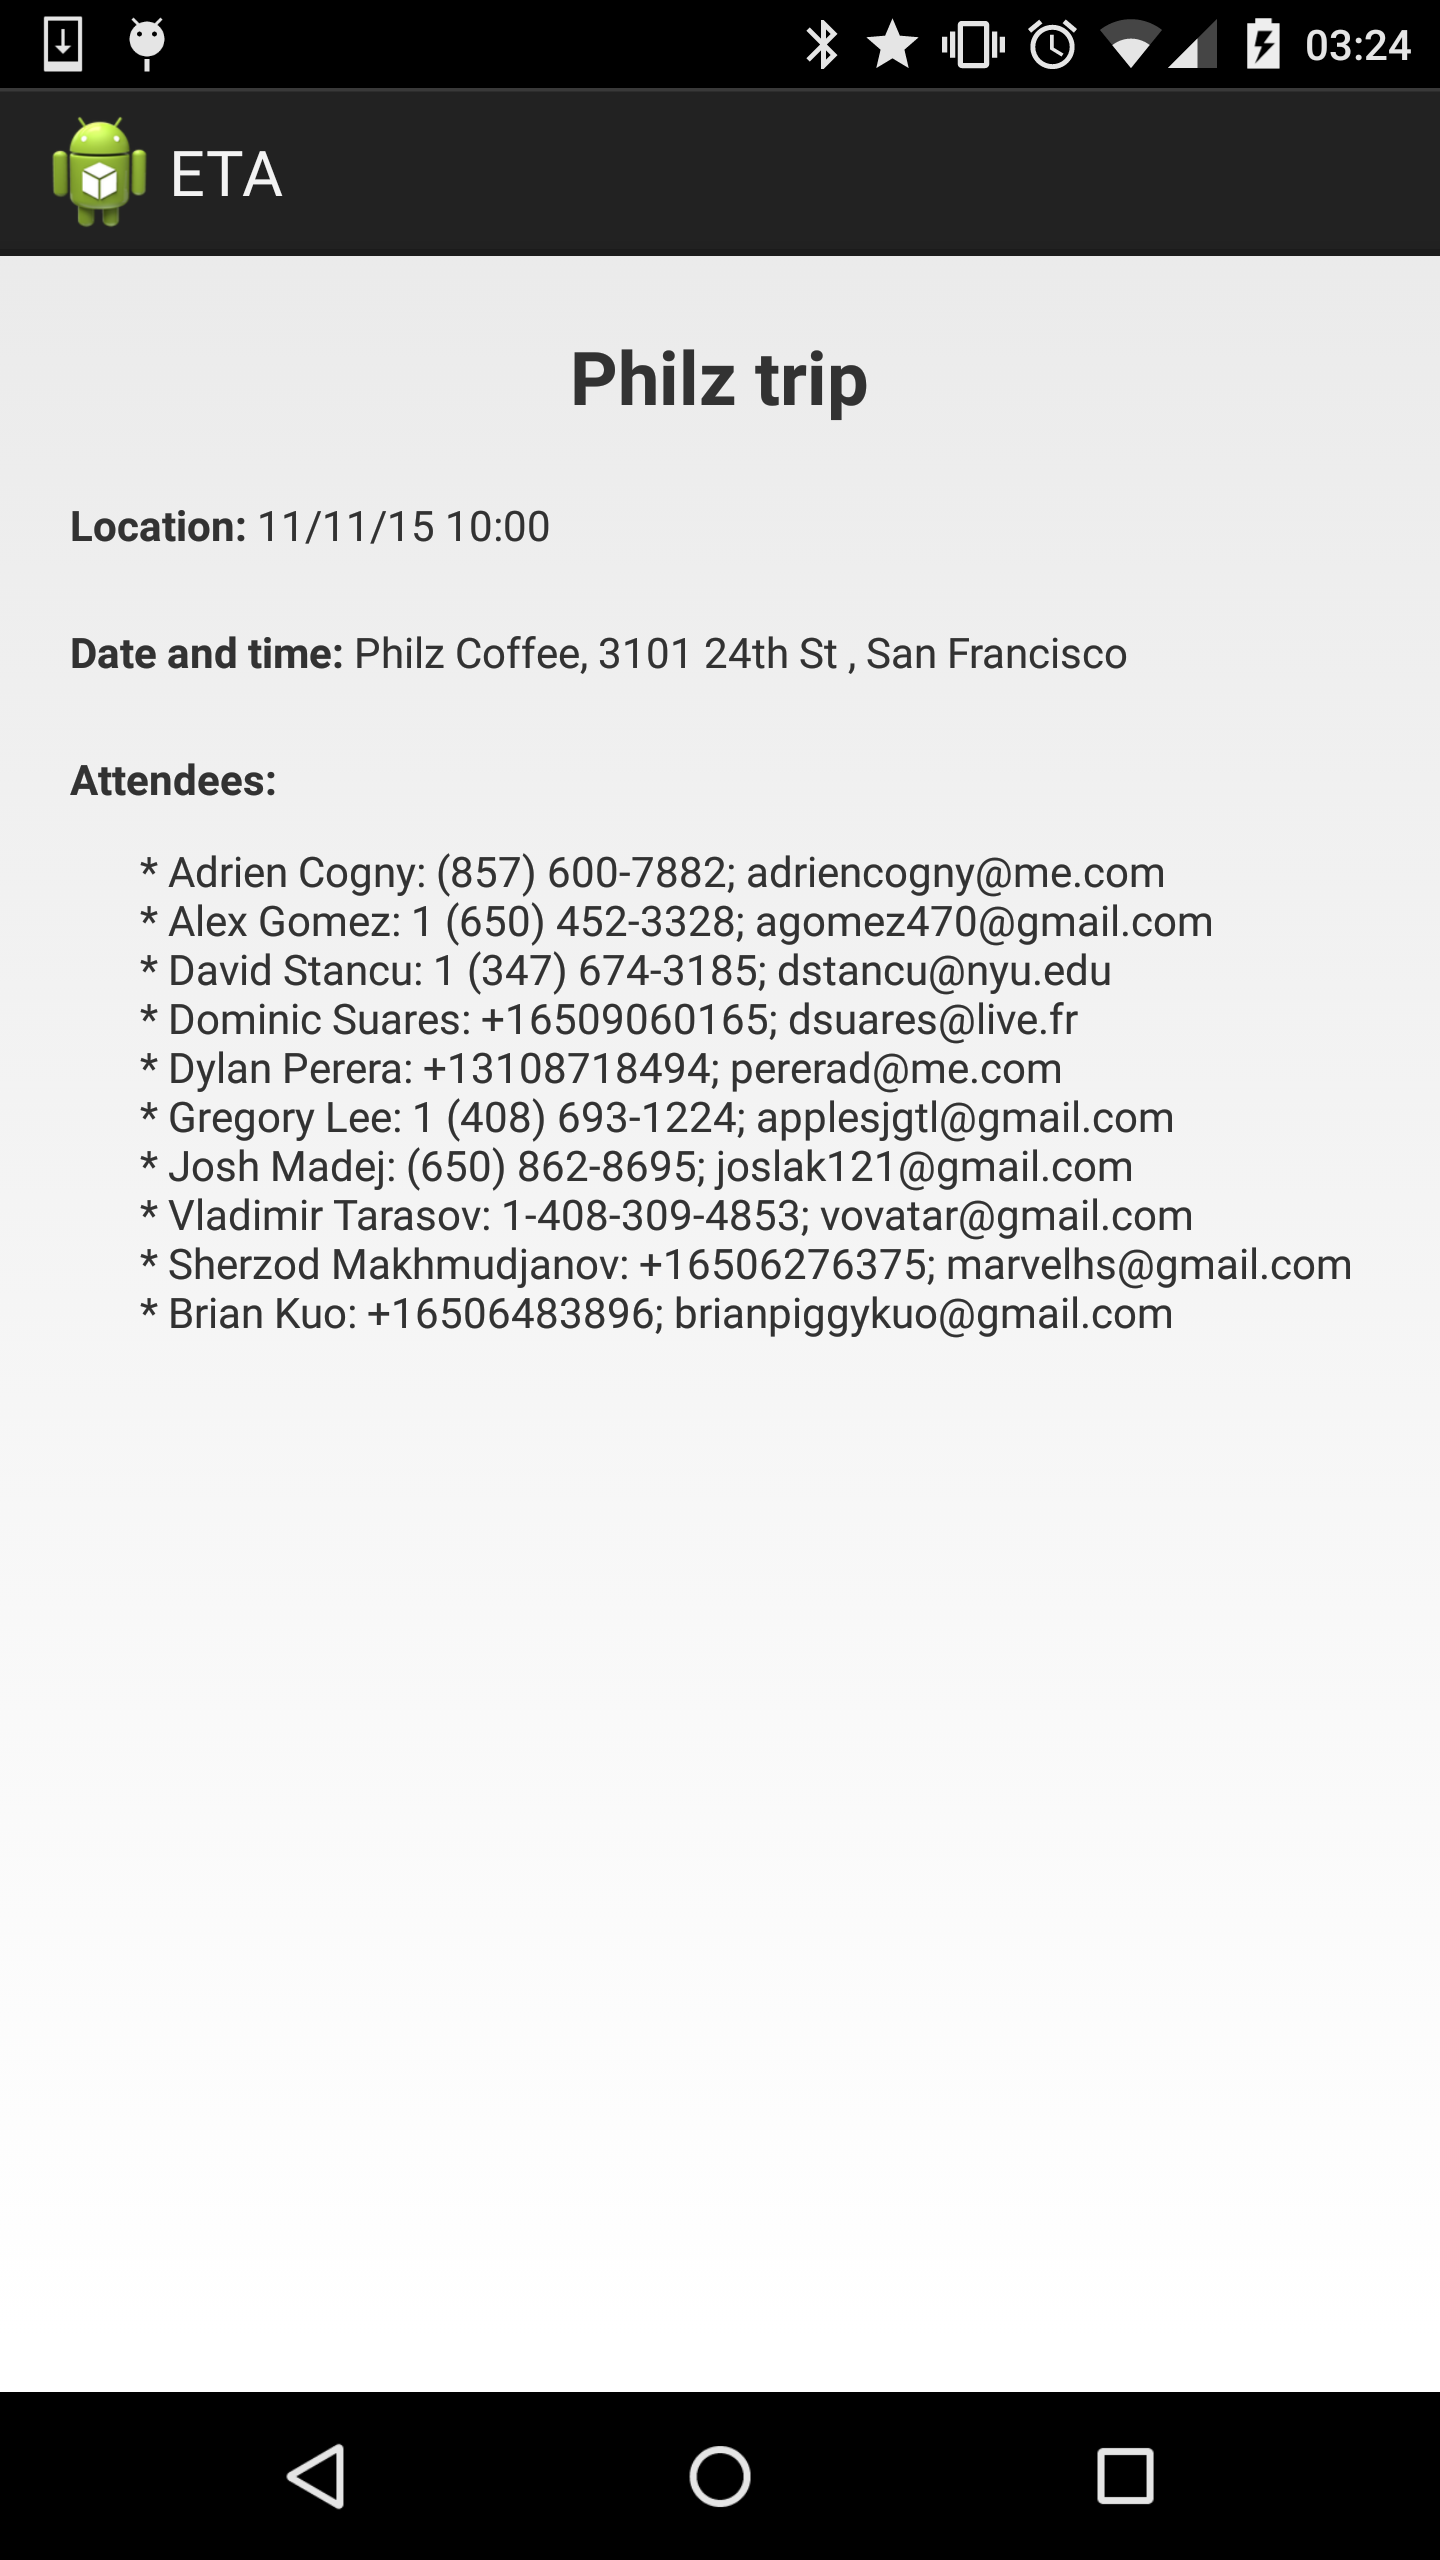 03:24
ETA
Philz trip
Location: 11/11/15 10:00
Date and time: Philz Coffee, 3101 24th St , San Francisco
Attendees:
* Adrien Cogny: (857) 600-7882; adriencogny@me.com
* Alex Gomez: 1 (650) 452-3328; agomez470@gmail.com
* David Stancu: 1 (347) 674-3185; dstancu@nyu.edu
* Dominic Suares: +16509060165; dsuares@live.fr
* Dylan Perera: +13108718494; pererad@me.com
* Gregory Lee: 1 (408) 693-1224; applesjgtl@gmail.com
* Josh Madej: (650) 862-8695; joslak121@gmail.com
* Vladimir Tarasov: 1-408-309-4853; vovatar@gmail.com
* Sherzod Makhmudjanov: +16506276375; marvelhs@gmail.com
* Brian Kuo: +16506483896; brianpiggykuo@gmail.com